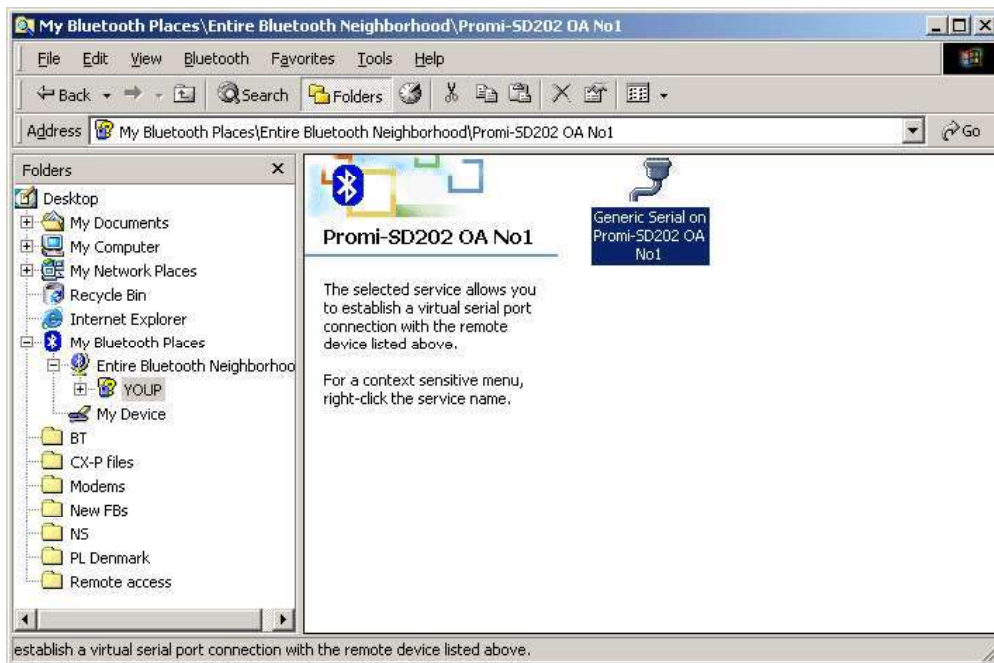 My Bluetooth Places\Entire Bluetooth Neighborhood\Promi-SD202 OA No1
File Edit View Bluetooth Favorites Tools Help
Back Search Folders
Address My Bluetooth Places\Entire Bluetooth Neighborhood\Promi-SD202 OA No1 Go
Folders
Desktop
My Documents
My Computer
My Network Places
Recycle Bin
Internet Explorer
My Bluetooth Places
Entire Bluetooth Neighborhoo
YOUP
My Device
BT
CX-P files
Modems
New FBs
NS
PL Denmark
Remote access
Promi-SD202 OA No1
The selected service allows you
to establish a virtual serial port
connection with the remote
device listed above.
For a context sensitive menu,
right-click the service name.
Generic Serial on
Promi-SD202 OA
No1
establish a virtual serial port connection with the remote device listed above.